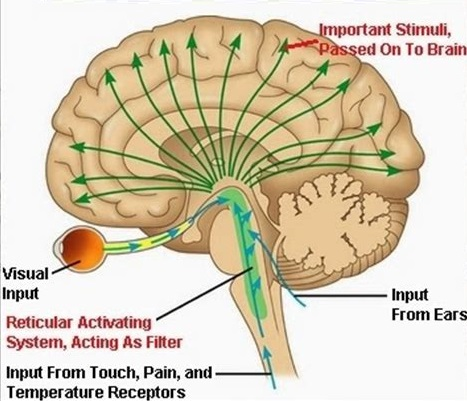 Important Stimuli,
Passed On To Brain
Visual
Input
Reticular Activating
System, Acting As Filter
Input
From Ears
Input From Touch, Pain, and
Temperature Receptors